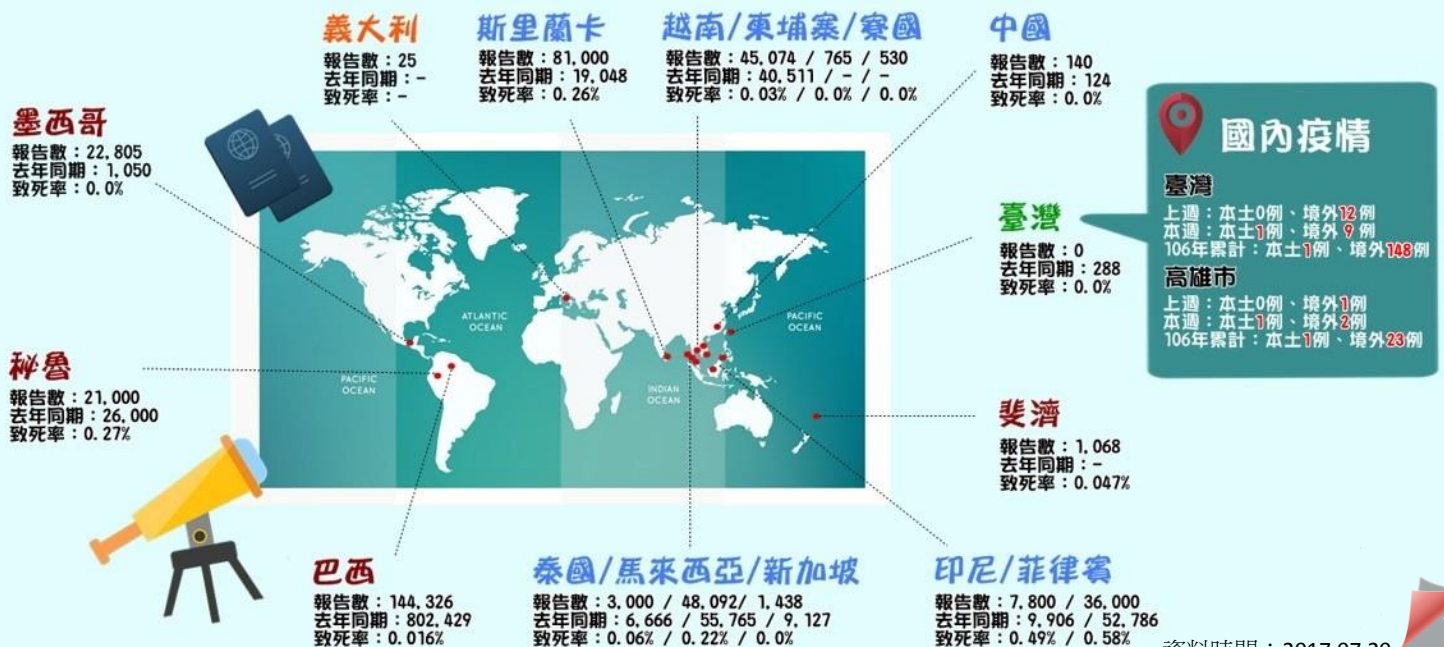 義大利
報告數：25
去年同期：-
致死率：-
斯里蘭卡
報告數：81,000
去年同期：19,048
致死率：0.26%
越南/柬埔寨/寮國
報告數：45,074 / 765 / 530
去年同期：40,511 / - / -
致死率：0.03% / 0.0% / 0.0%
中國
報告數：140
去年同期：124
致死率：0.0%
墨西哥
報告數：22,805
去年同期：1,050
致死率：0.0%
國內疫情
臺灣
上週：本土0例、境外12例
本週：本土1例、境外 9 例
106年累計：本土1例、境外148例
高雄市
上週：本土0例、境外1例
本週：本土1例、境外2例
106年累計：本土1例、境外23例
臺灣
報告數：0
去年同期：288
致死率：0.0%
ATLANTIC
OCEAN
PACIFIC
OCEAN
PACIFIC
OCEAN
INDIAN
OCEAN
秘魯
報告數：21,000
去年同期：26,000
致死率：0.27%
斐濟
報告數：1,068
去年同期：-
致死率：0.047%
巴西
報告數：144,326
去年同期：802,429
致死率：0.016%
泰國/馬來西亞/新加坡
報告數：3,000 / 48,092/ 1,438
去年同期：6,666 / 55,765 / 9,127
致死率：0.06% / 0.22% / 0.0%
印尼/菲律賓
報告數：7,800 / 36,000
去年同期：9,906 / 52,786
致死率：0.49% / 0.58%
資料時間：2017.07.20